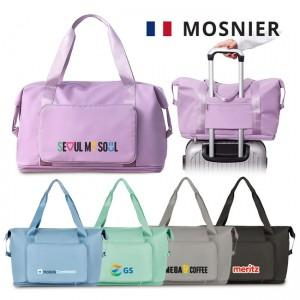 MOSNIER
SEOUL MY SOUL
GS
MEGA COFFEE
meritz